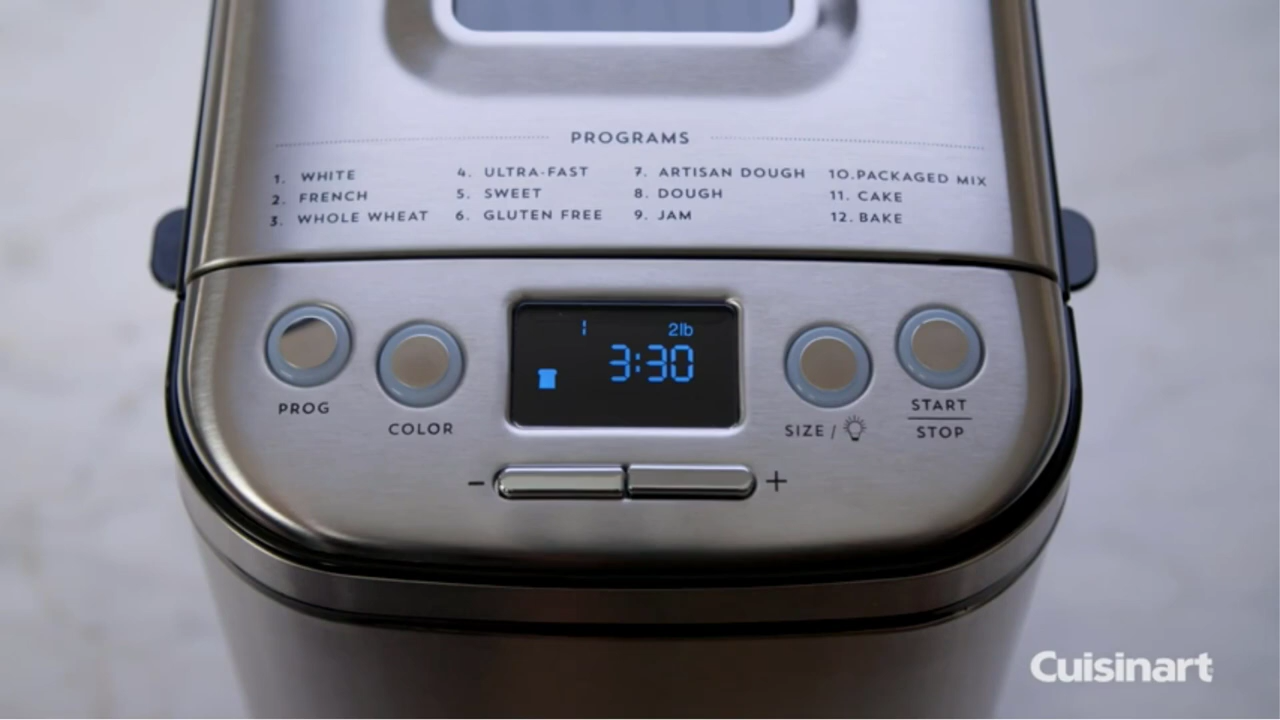 PROGRAMS
1. WHITE
2. FRENCH
3. WHOLE WHEAT
4. ULTRA-FAST
5. SWEET
6. GLUTEN FREE
7. ARTISAN DOUGH
8. DOUGH
9. JAM
10.PACKAGED MIX
11. CAKE
12. BAKE
1 2lb
3:30
PROG
COLOR
SIZE /
START
STOP
- +
Cuisinart